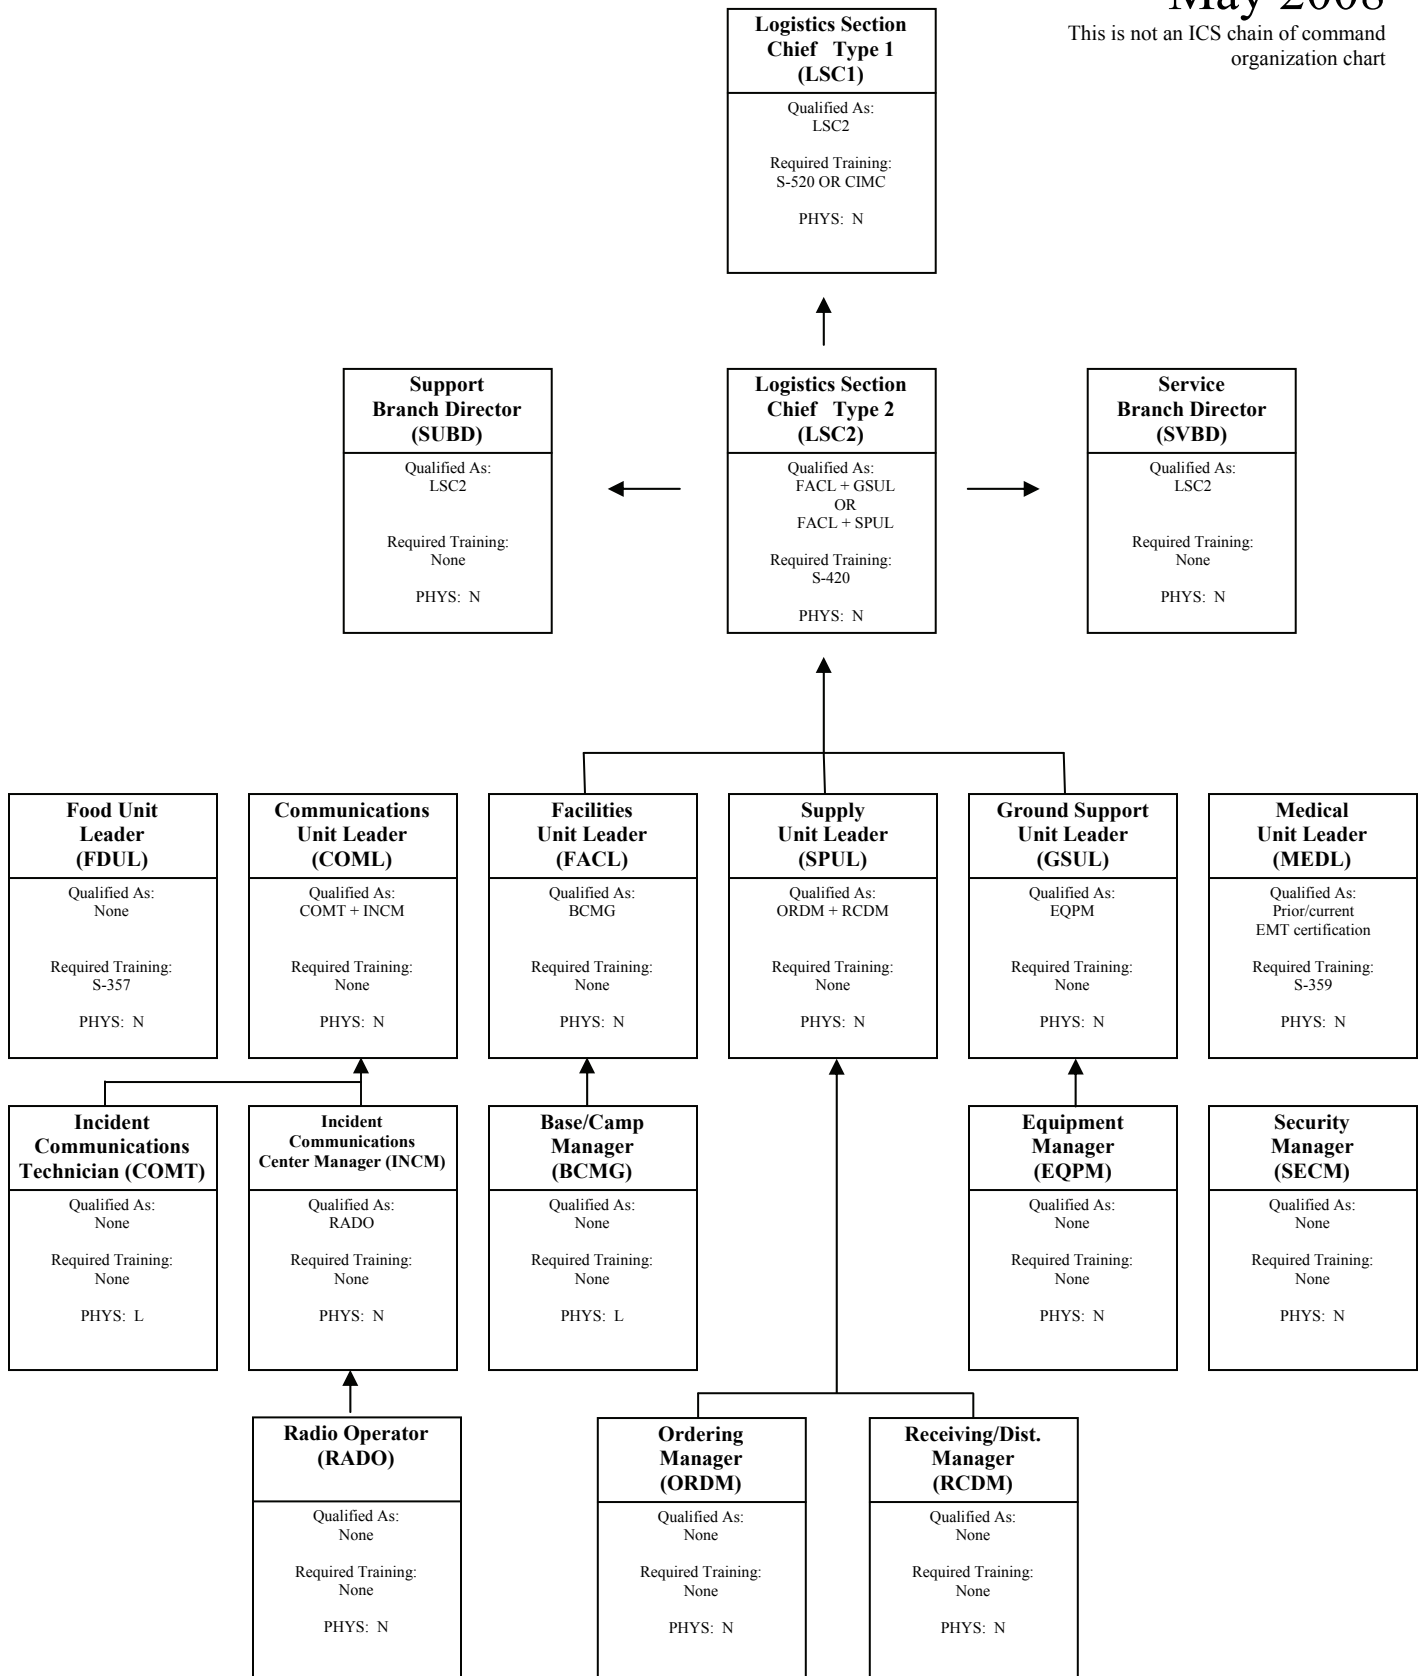 May 2008
This is not an ICS chain of command
organization chart
Logistics Section
Chief Type 1
(LSC1)
Qualified As:
LSC2
Required Training:
S-520 OR CIMC
PHYS: N
Support
Branch Director
(SUBD)
Qualified As:
LSC2
Required Training:
None
PHYS: N
Logistics Section
Chief Type 2
(LSC2)
Qualified As:
FACL + GSUL
OR
FACL + SPUL
Required Training:
S-420
PHYS: N
Service
Branch Director
(SVBD)
Qualified As:
LSC2
Required Training:
None
PHYS: N
Food Unit
Leader
(FDUL)
Qualified As:
None
Required Training:
S-357
PHYS: N
Communications
Unit Leader
(COML)
Qualified As:
COMT + INCM
Required Training:
None
PHYS: N
Facilities
Unit Leader
(FACL)
Qualified As:
BCMG
Required Training:
None
PHYS: N
Supply
Unit Leader
(SPUL)
Qualified As:
ORDM + RCDM
Required Training:
None
PHYS: N
Ground Support
Unit Leader
(GSUL)
Qualified As:
EQPM
Required Training:
None
PHYS: N
Medical
Unit Leader
(MEDL)
Qualified As:
Prior/current
EMT certification
Required Training:
S-359
PHYS: N
Incident
Communications
Technician (COMT)
Qualified As:
None
Required Training:
None
PHYS: L
Incident
Communications
Center Manager (INCM)
Qualified As:
RADO
Required Training:
None
PHYS: N
Base/Camp
Manager
(BCMG)
Qualified As:
None
Required Training:
None
PHYS: L
Equipment
Manager
(EQPM)
Qualified As:
None
Required Training:
None
PHYS: N
Security
Manager
(SECM)
Qualified As:
None
Required Training:
None
PHYS: N
Radio Operator
(RADO)
Qualified As:
None
Required Training:
None
PHYS: N
Ordering
Manager
(ORDM)
Qualified As:
None
Required Training:
None
PHYS: N
Receiving/Dist.
Manager
(RCDM)
Qualified As:
None
Required Training:
None
PHYS: N